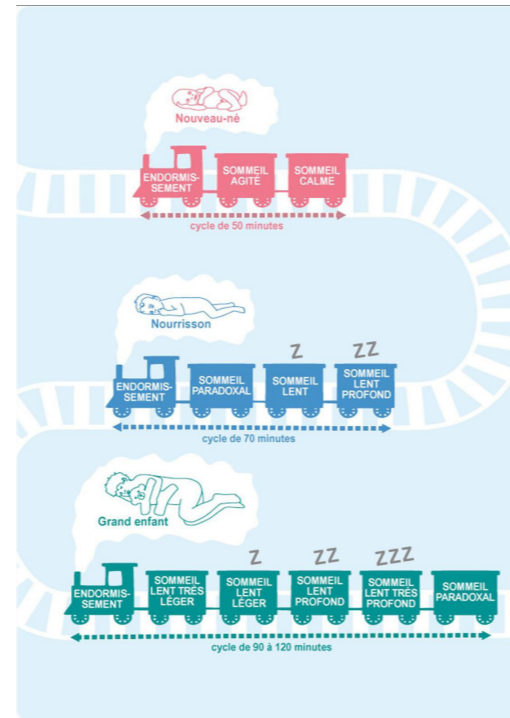 Nouveau-né
ENDORMIS-
SEMENT
SOMMEIL
AGITÉ
SOMMEIL
CALME
cycle de 50 minutes
Nourrisson
Z
ZZ
ENDORMIS-
SEMENT
SOMMEIL
PARADOXAL
SOMMEIL
LENT
SOMMEIL
LENT
PROFOND
cycle de 70 minutes
Grand enfant
Z
ZZ
ZZZ
ENDORMIS-
SEMENT
SOMMEIL
LENT TRÈS
LÉGER
SOMMEIL
LENT
LÉGER
SOMMEIL
LENT
PROFOND
SOMMEIL
LENT TRÈS
PROFOND
SOMMEIL
PARADOXAL
cycle de 90 à 120 minutes